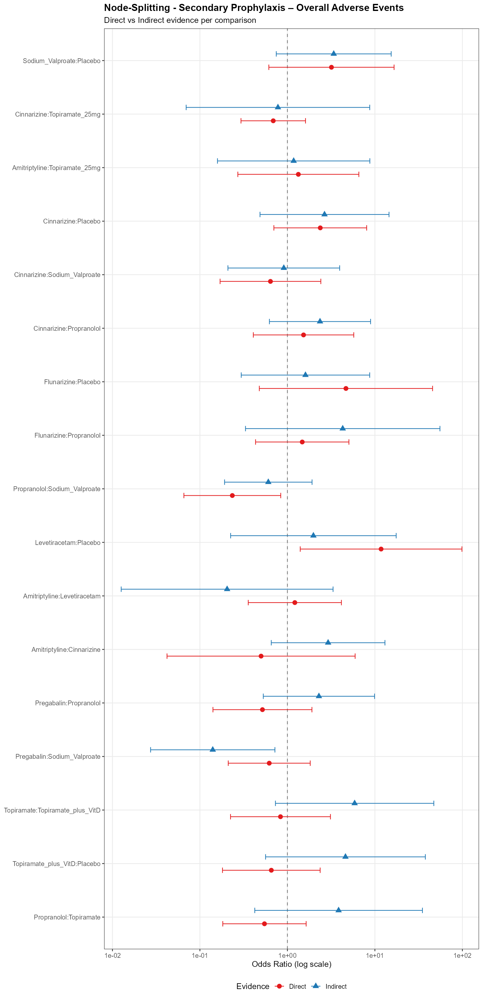 Node-Splitting - Secondary Prophylaxis – Overall Adverse Events
Direct vs Indirect evidence per comparison
Sodium_Valproate:Placebo
Cinnarizine:Topiramate_25mg
Amitriptyline:Topiramate_25mg
Cinnarizine:Placebo
Cinnarizine:Sodium_Valproate
Cinnarizine:Propranolol
Flunarizine:Placebo
Flunarizine:Propranolol
Propranolol:Sodium_Valproate
Levetiracetam:Placebo
Amitriptyline:Levetiracetam
Amitriptyline:Cinnarizine
Pregabalin:Propranolol
Pregabalin:Sodium_Valproate
Topiramate:Topiramate_plus_VitD
Topiramate_plus_VitD:Placebo
Propranolol:Topiramate
1e-02 1e-01 1e+00 1e+01 1e+02
Odds Ratio (log scale)
Evidence Direct Indirect